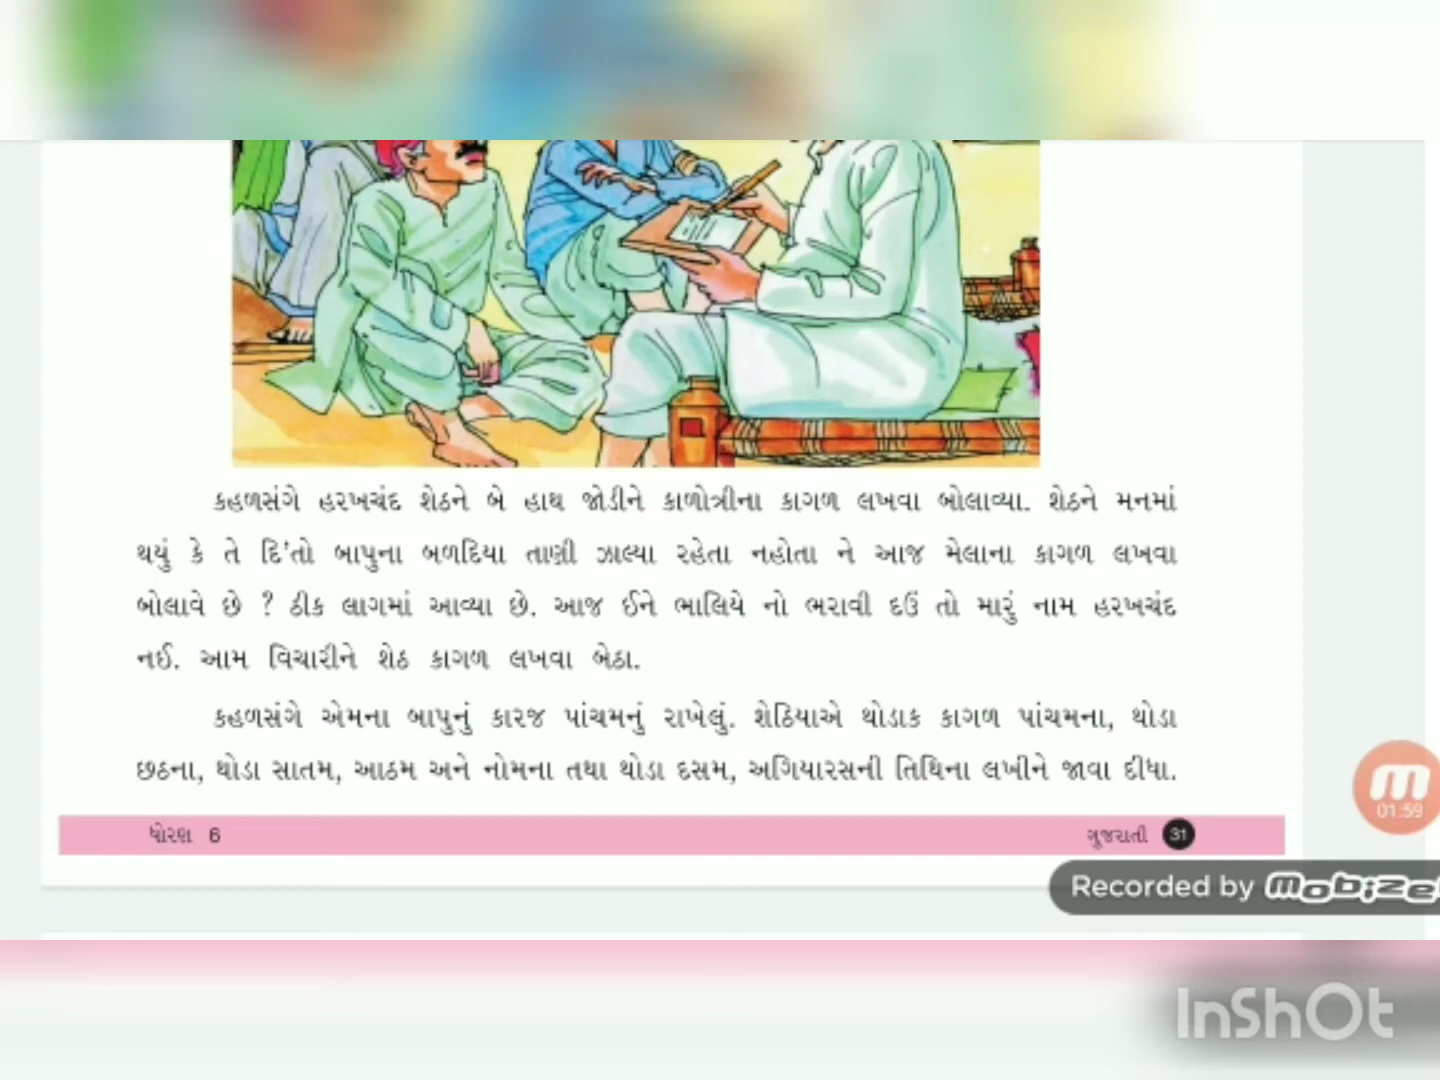 કહળસંગે હરખચંદ શેઠને બે હાથ જોડીને કાળોત્રીના કાગળ લખવા બોલાવ્યા. શેઠને મનમાં
થયું કે તે દિ'તો બાપુના બળદિયા તાણી ઝાલ્યા રહેતા નહોતા ને આજ મેલાના કાગળ લખવા
બોલાવે છે ? ઠીક લાગમાં આવ્યા છે. આજ ઈને ભાલિયે નો ભરાવી દઉં તો મારું નામ હરખચંદ
નઈ. આમ વિચારીને શેઠ કાગળ લખવા બેઠા.
કહળસંગે એમના બાપુનું કારજ પાંચમનું રાખેલું. શેઠિયાએ થોડાક કાગળ પાંચમના, થોડા
છઠના, થોડા સાતમ, આઠમ અને નોમના તથા થોડા દસમ, અગિયારસની તિથિના લખીને જાવા દીધા.
ધોરણ 6
ગુજરાતી 31
01:59
Recorded by mobizen
InShOt